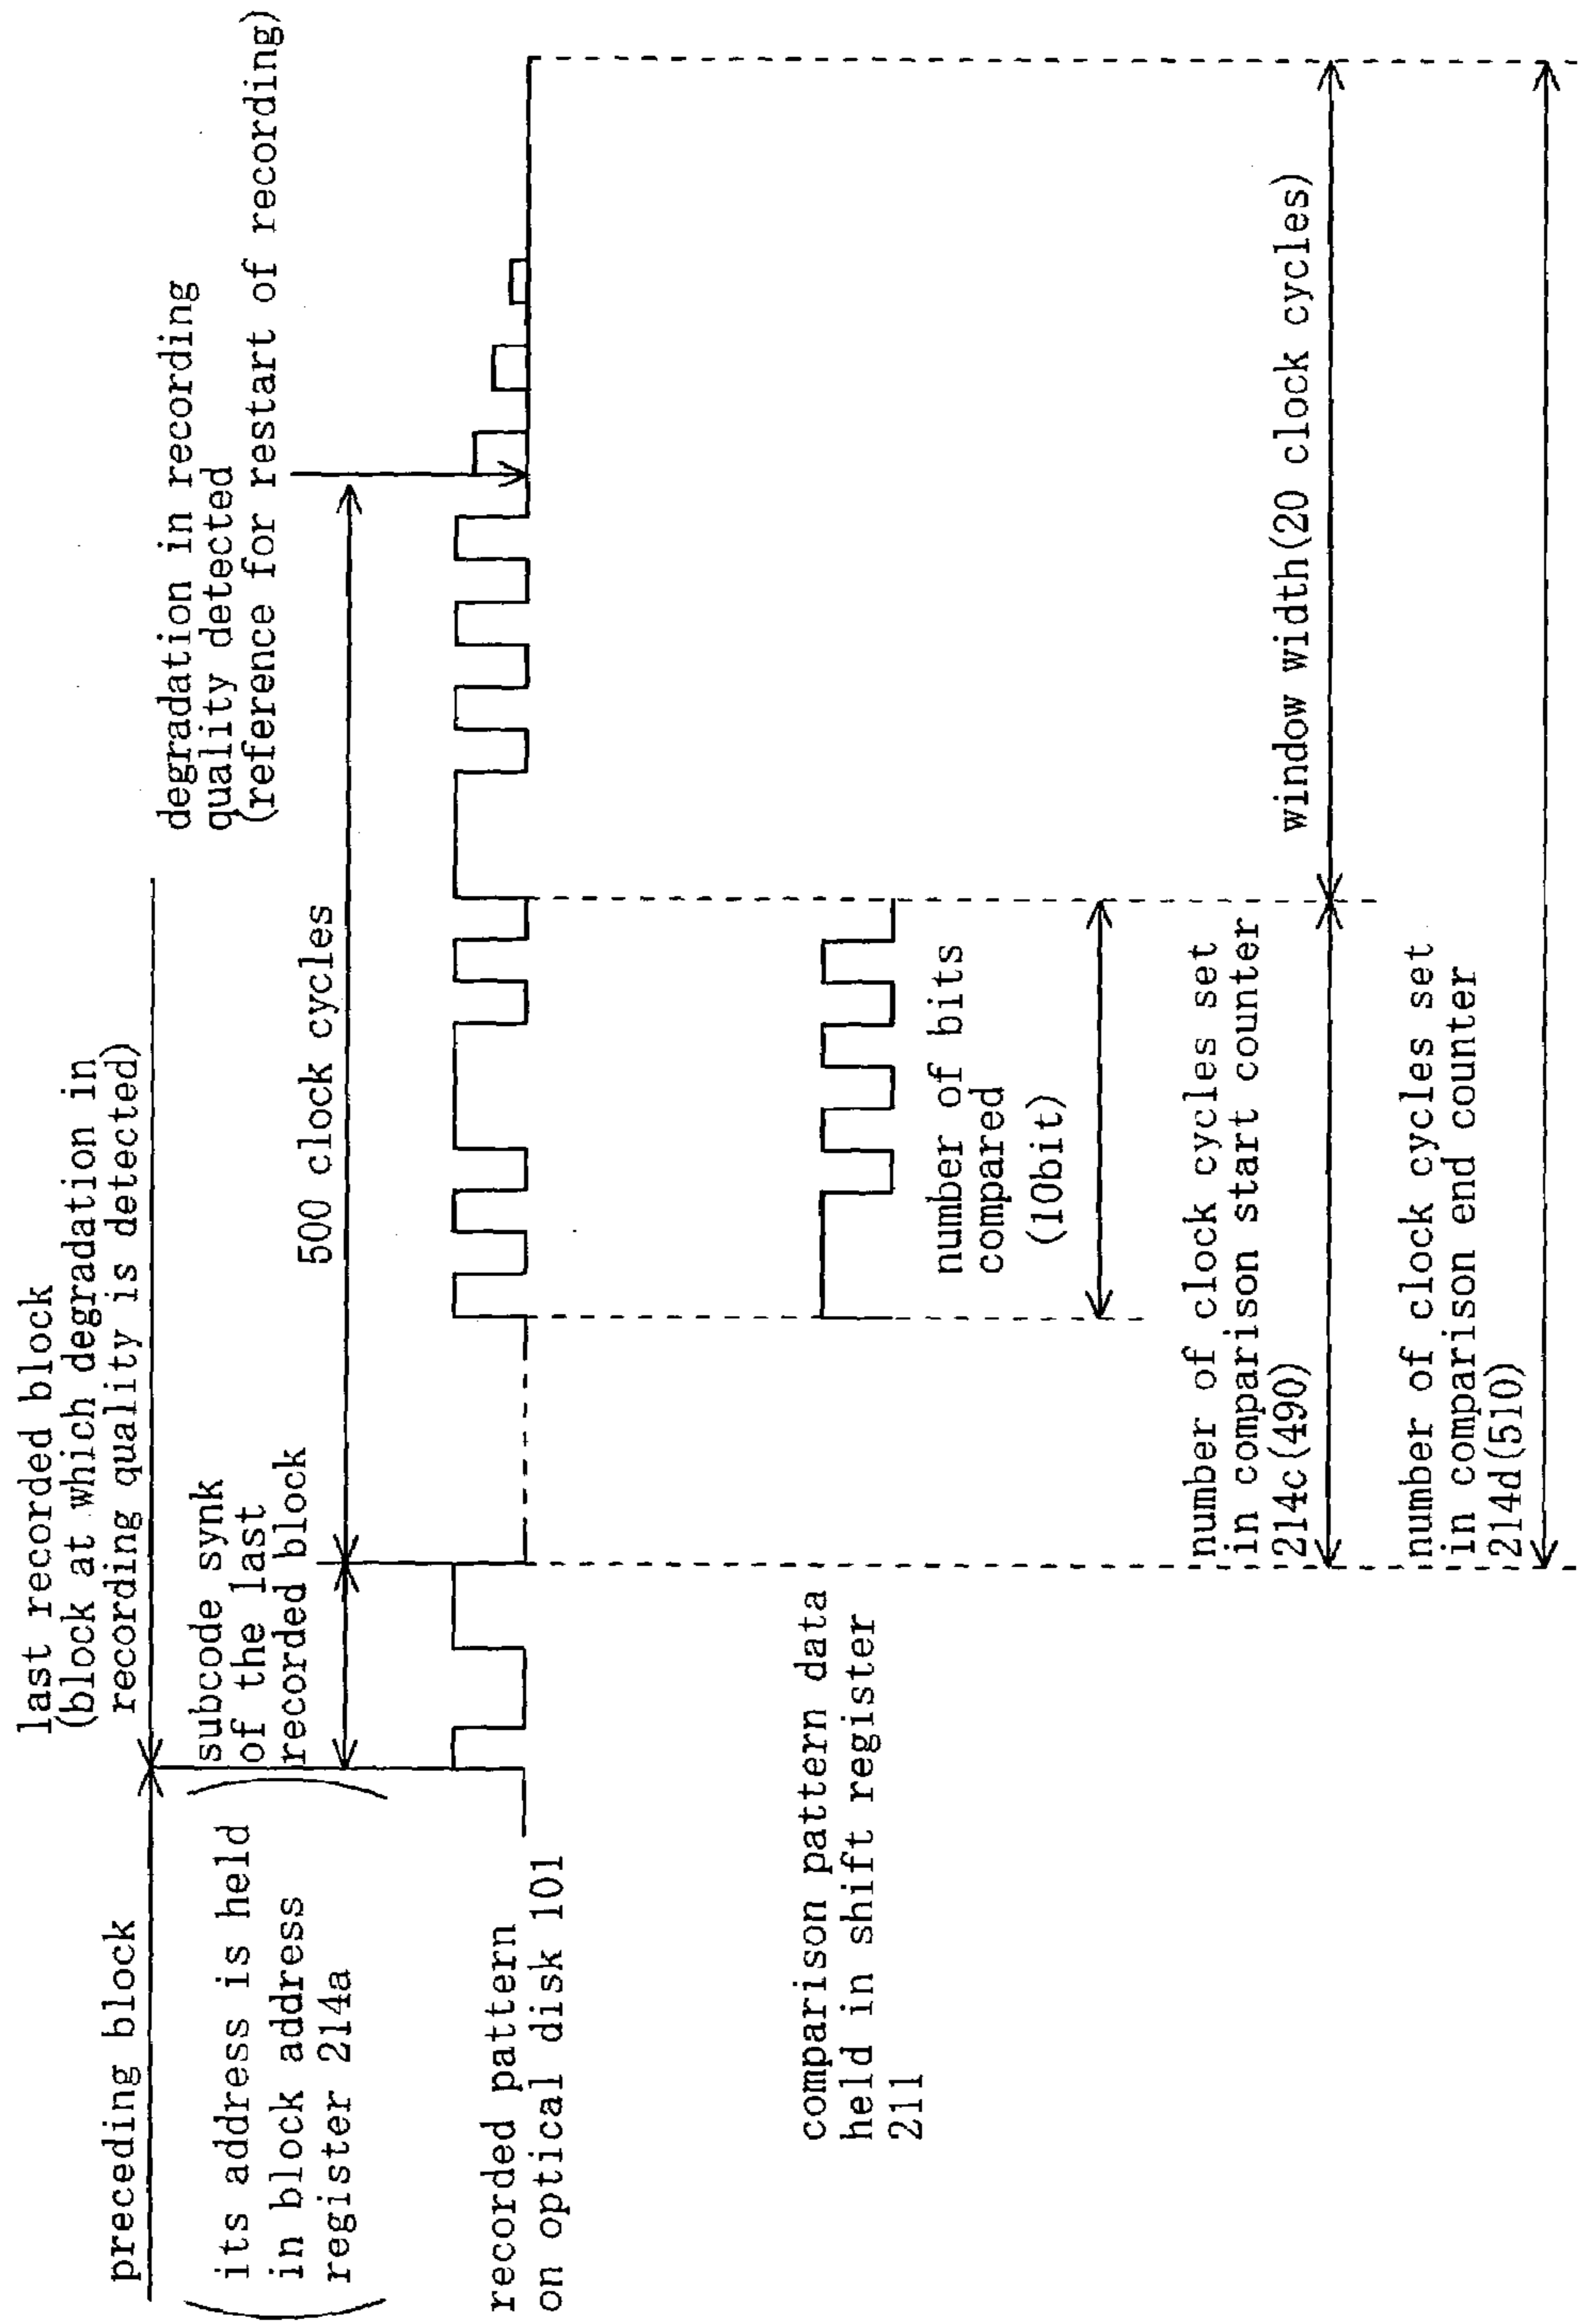 last recorded block
(block at which degradation in
recording quality is detected)
preceding block
degradation in recording
quality detected
(reference for restart of recording)
subcode synk
of the last
recorded block
its address is held
in block address
register 214a
500 clock cycles
recorded pattern
on optical disk 101
comparison pattern data
held in shift register
211
number of bits
compared
(10bit)
number of clock cycles set
in comparison start counter
214c(490)
window width(20 clock cycles)
number of clock cycles set
in comparison end counter
214d(510)